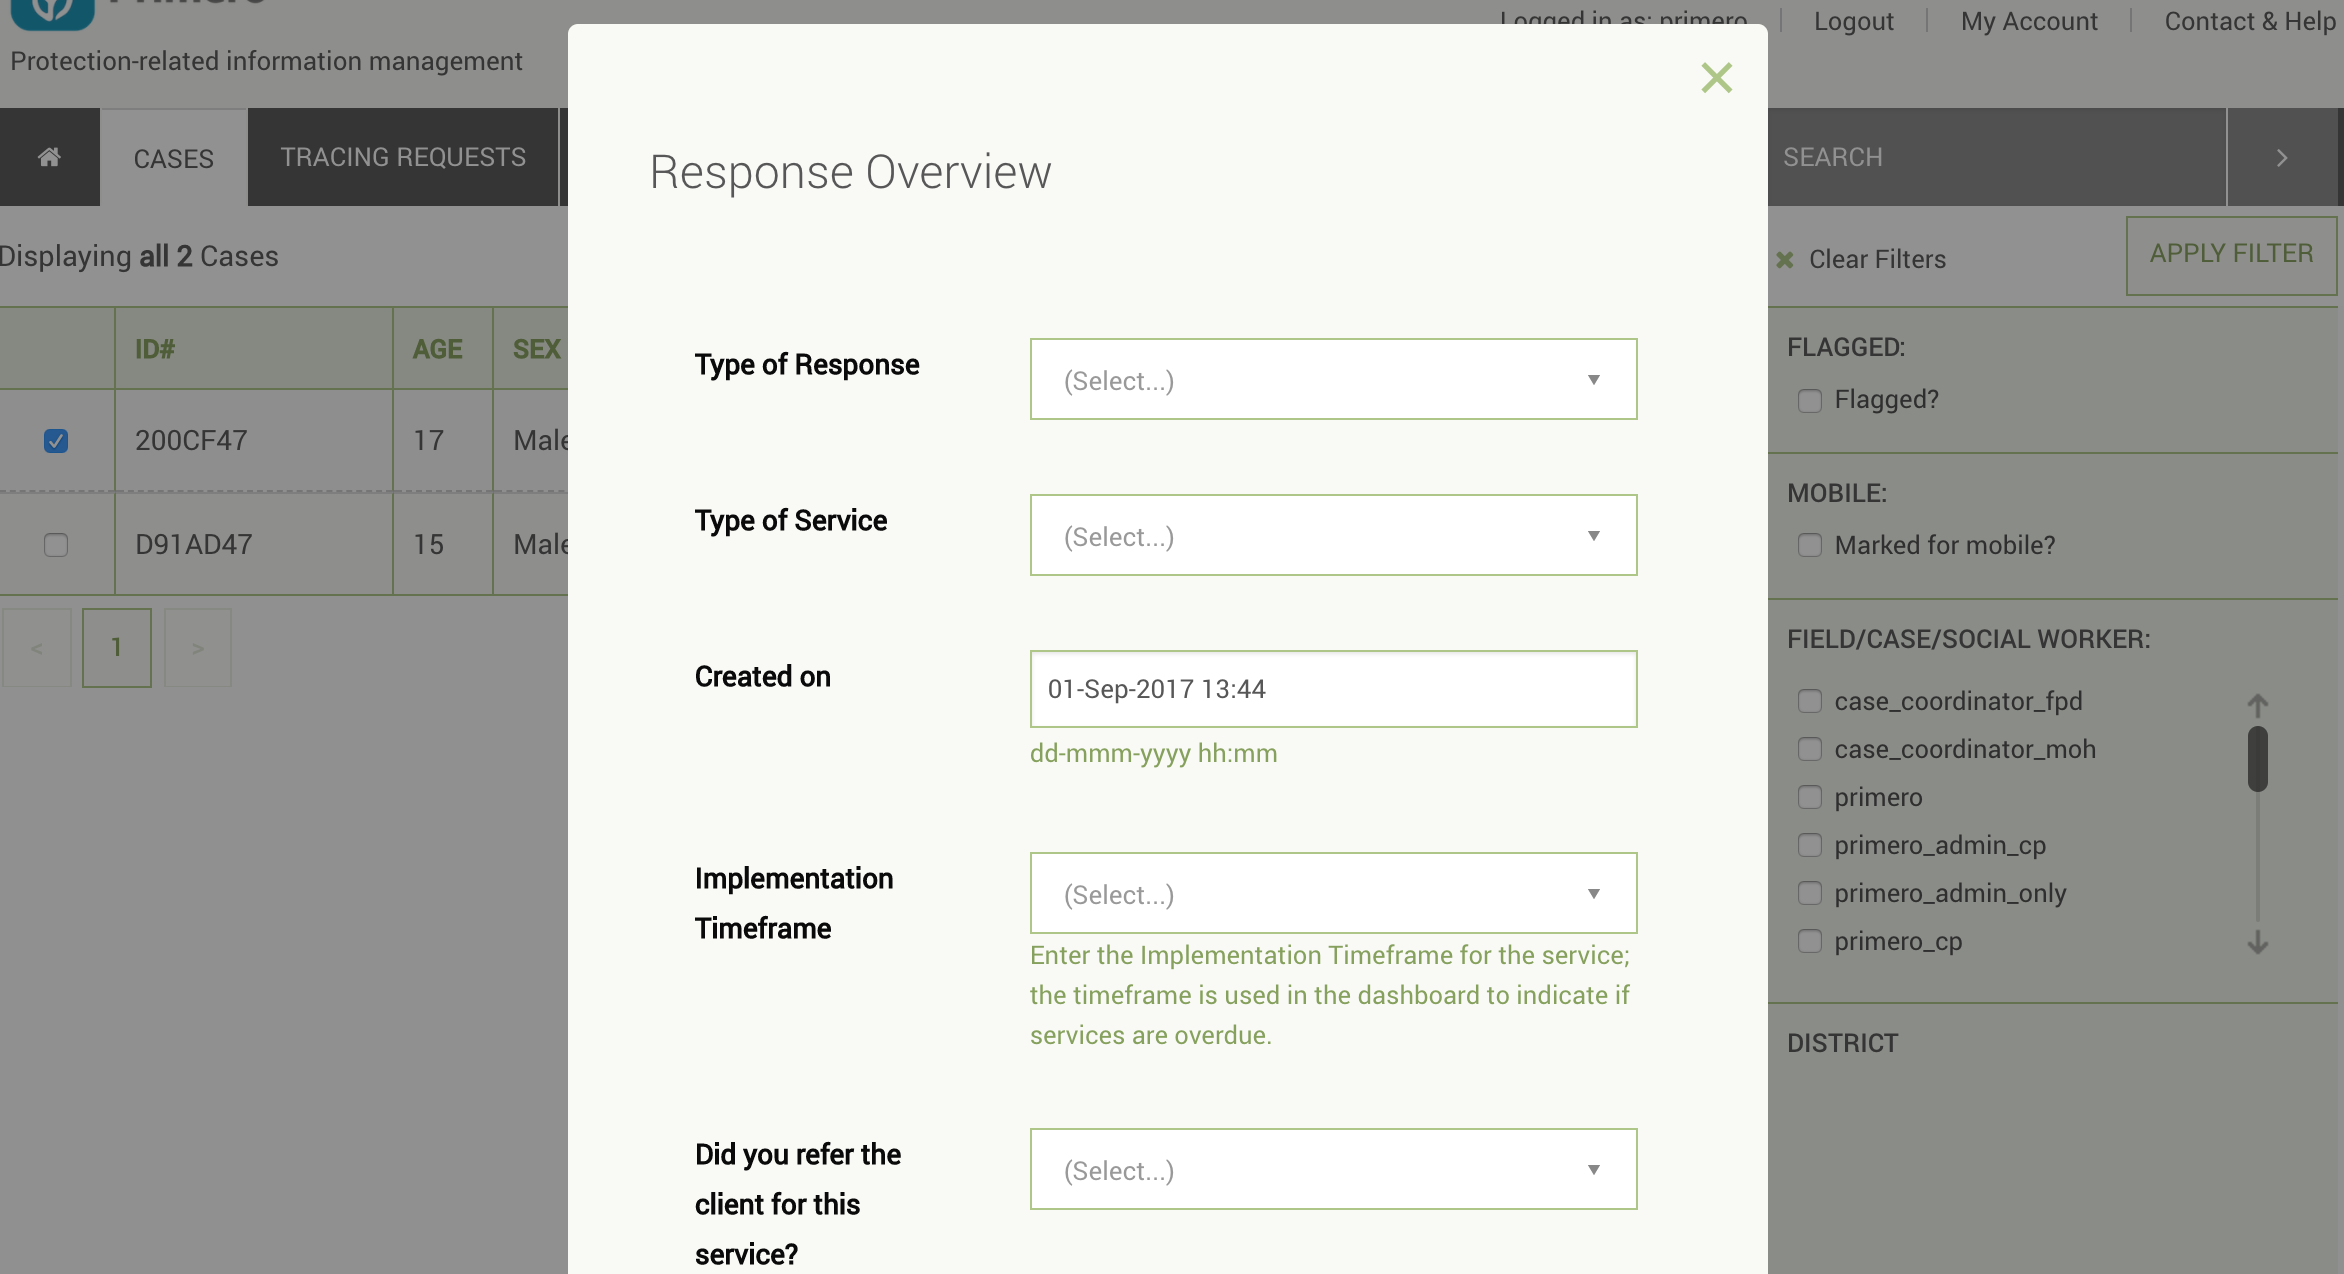 Primero
Logged in as: primero
Logout
My Account
Contact & Help
Protection-related information management
CASES
TRACING REQUESTS
SEARCH
Displaying all 2 Cases
Clear Filters
APPLY FILTER
ID#
AGE
SEX
200CF47
17
Male
D91AD47
15
Male
<
1
>
Response Overview
Type of Response
(Select...)
Type of Service
(Select...)
Created on
01-Sep-2017 13:44
dd-mmm-yyyy hh:mm
Implementation
Timeframe
(Select...)
Enter the Implementation Timeframe for the service;
the timeframe is used in the dashboard to indicate if
services are overdue.
Did you refer the
client for this
service?
(Select...)
FLAGGED:
Flagged?
MOBILE:
Marked for mobile?
FIELD/CASE/SOCIAL WORKER:
case_coordinator_fpd
case_coordinator_moh
primero
primero_admin_cp
primero_admin_only
primero_cp
DISTRICT